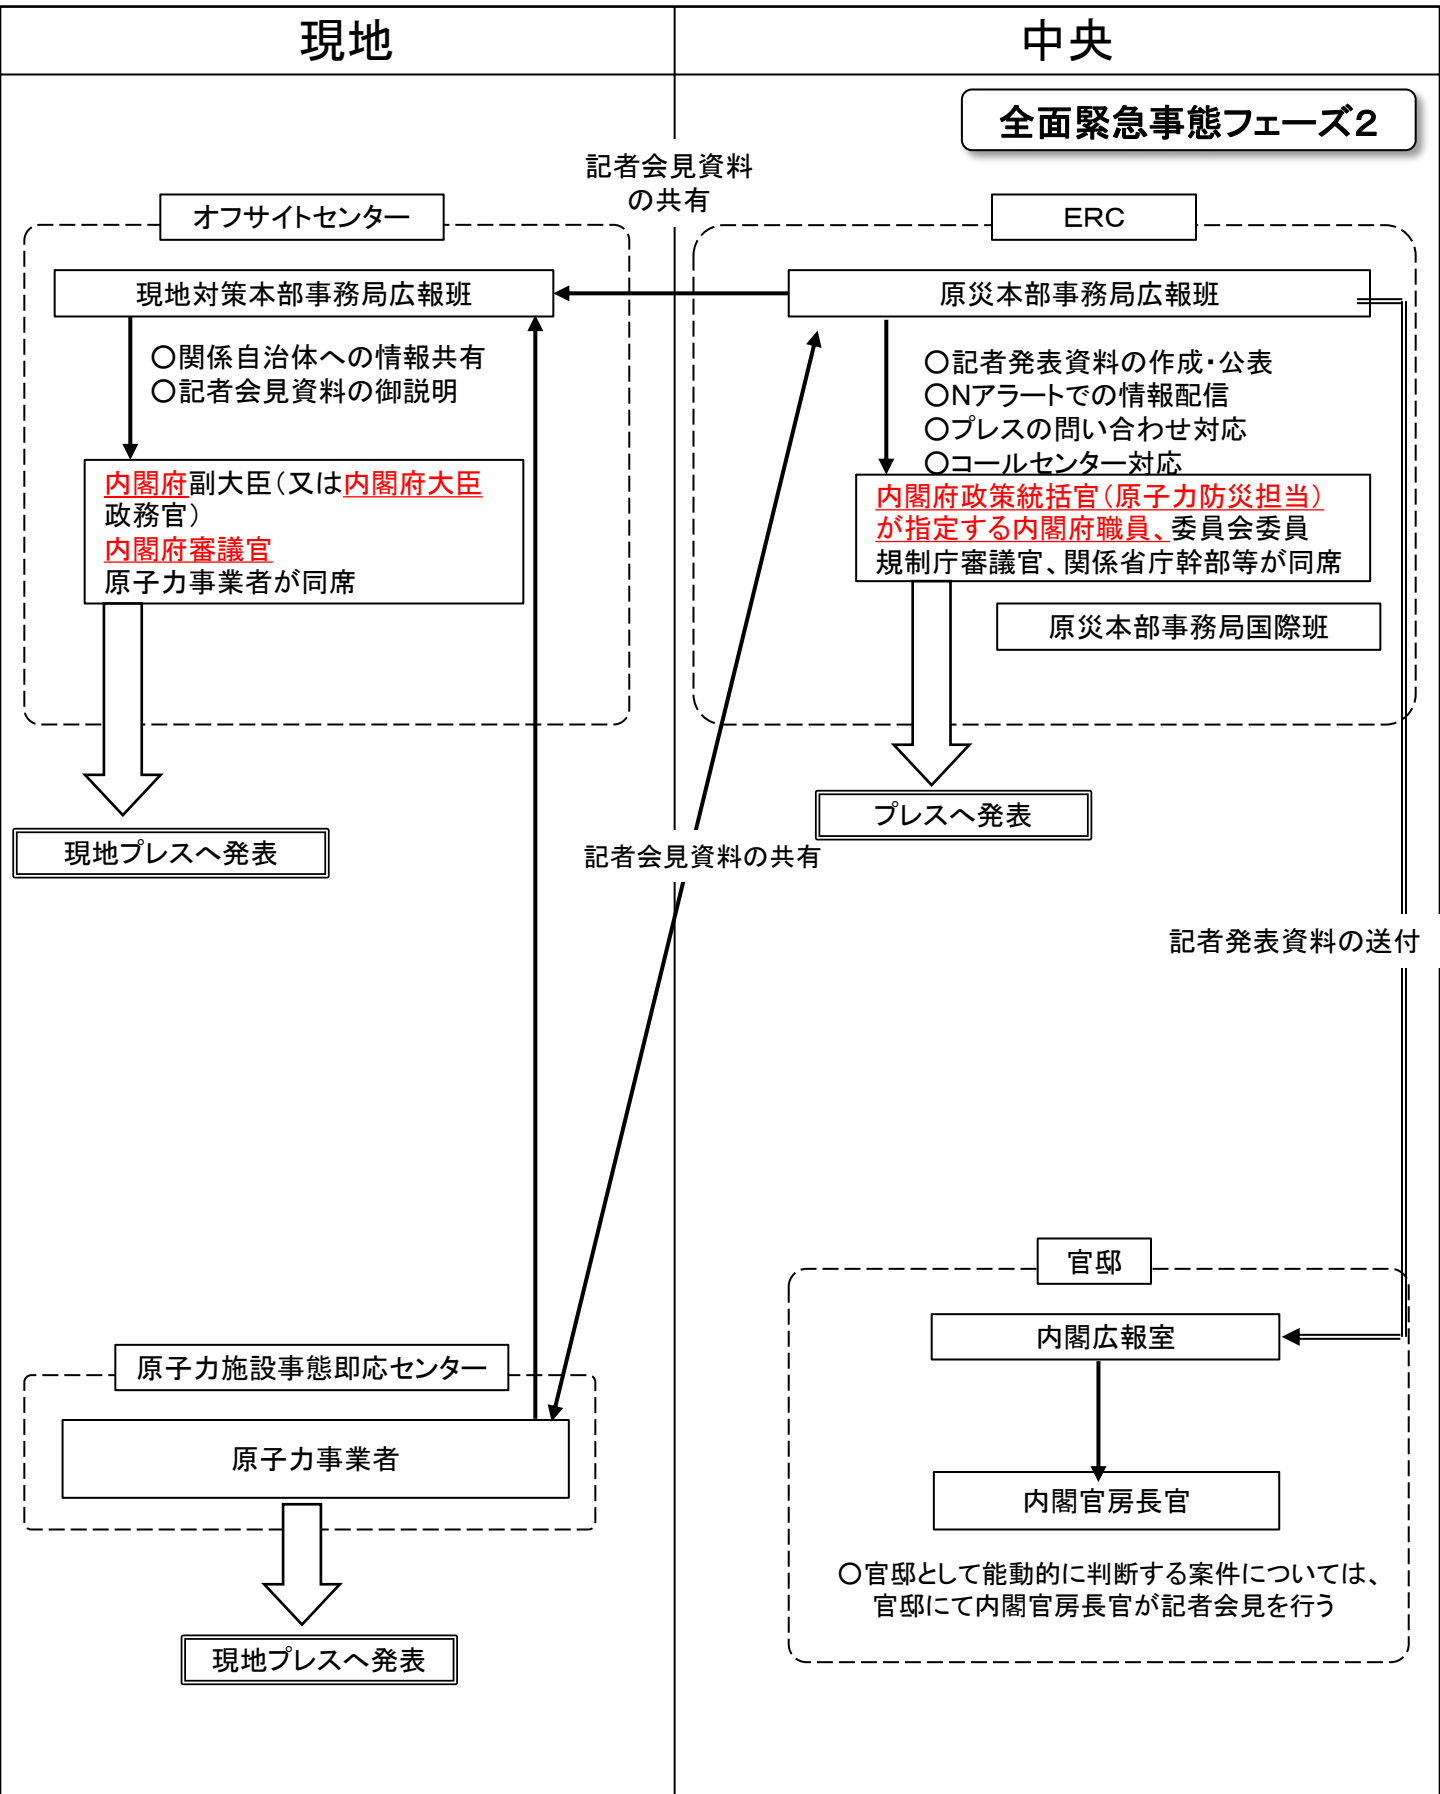 現地
中央
全面緊急事態フェーズ2
記者会見資料
の共有
オフサイトセンター
ERC
現地対策本部事務局広報班
原災本部事務局広報班
○関係自治体への情報共有
○記者会見資料の御説明
○記者発表資料の作成・公表
○Nアラートでの情報配信
○プレスの問い合わせ対応
○コールセンター対応
内閣府副大臣(又は内閣府大臣
政務官)
内閣府審議官
原子力事業者が同席
内閣府政策統括官(原子力防災担当)
が指定する内閣府職員、委員会委員
規制庁審議官、関係省庁幹部等が同席
原災本部事務局国際班
現地プレスへ発表
プレスへ発表
記者会見資料の共有
記者発表資料の送付
官邸
内閣広報室
原子力施設事態即応センター
原子力事業者
内閣官房長官
○官邸として能動的に判断する案件については、
官邸にて内閣官房長官が記者会見を行う
現地プレスへ発表